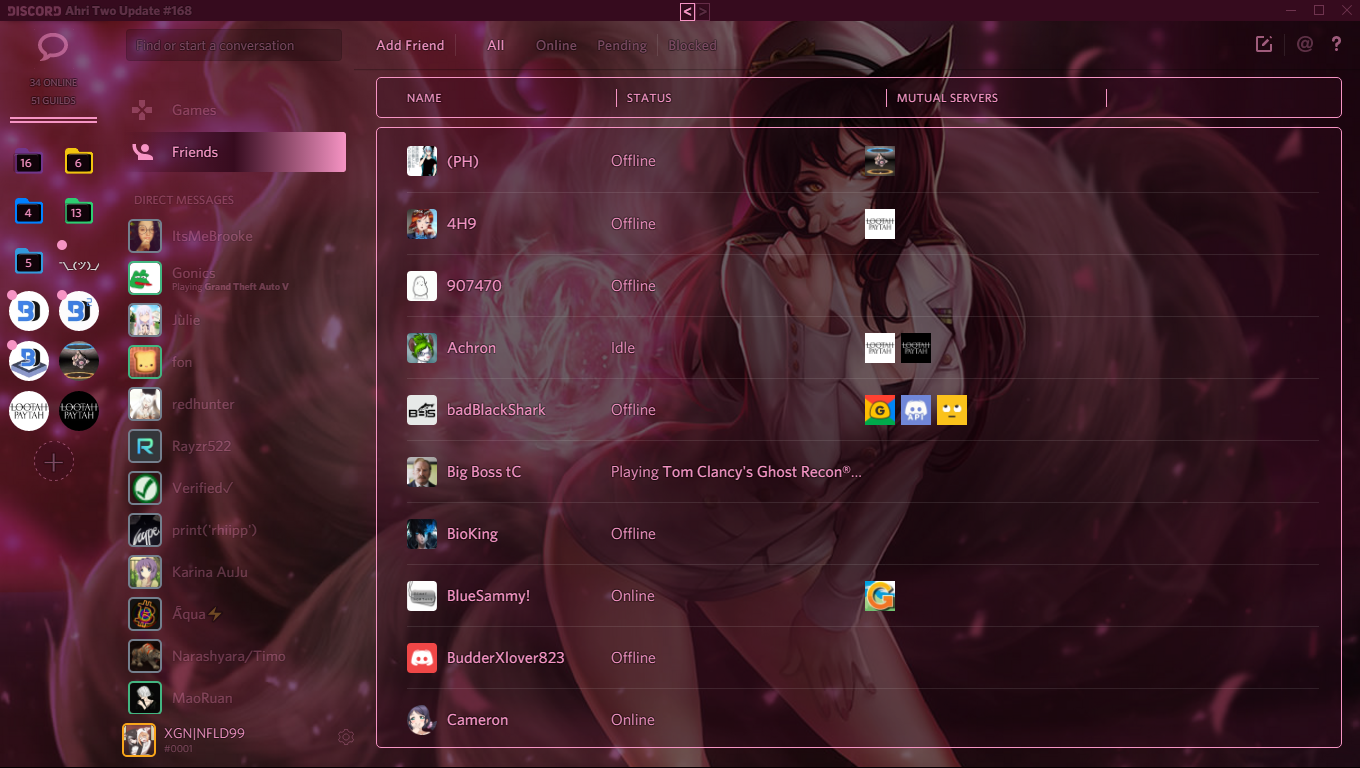 DISCORD Ahri Two Update #168
< >
Find or start a conversation
Add Friend
All
Online
Pending
Blocked
@
?
34 ONLINE
51 GUILDS
16
6
4
13
5
¯\_(ツ)_/
LOOTAH PAYTAH
LOOTAH PAYTAH
+
Games
Friends
DIRECT MESSAGES
ItsMeBrooke
Gonics
Playing Grand Theft Auto V
Julie
fon
redhunter
Rayzr522
Verified✓
print('rhiipp')
Karina AuJu
Āqua⚡
Narashyara/Timo
MaoRuan
XGN|NFLD99
#0001
NAME
STATUS
MUTUAL SERVERS
(PH)
Offline
4H9
Offline
LOOTAH PAYTAH
907470
Offline
Achron
Idle
LOOTAH PAYTAH
LOOTAH PAYTAH
badBlackShark
Offline
G
API
Big Boss tC
Playing Tom Clancy's Ghost Recon®...
BioKing
Offline
BlueSammy!
Online
G
BudderXlover823
Offline
Cameron
Online